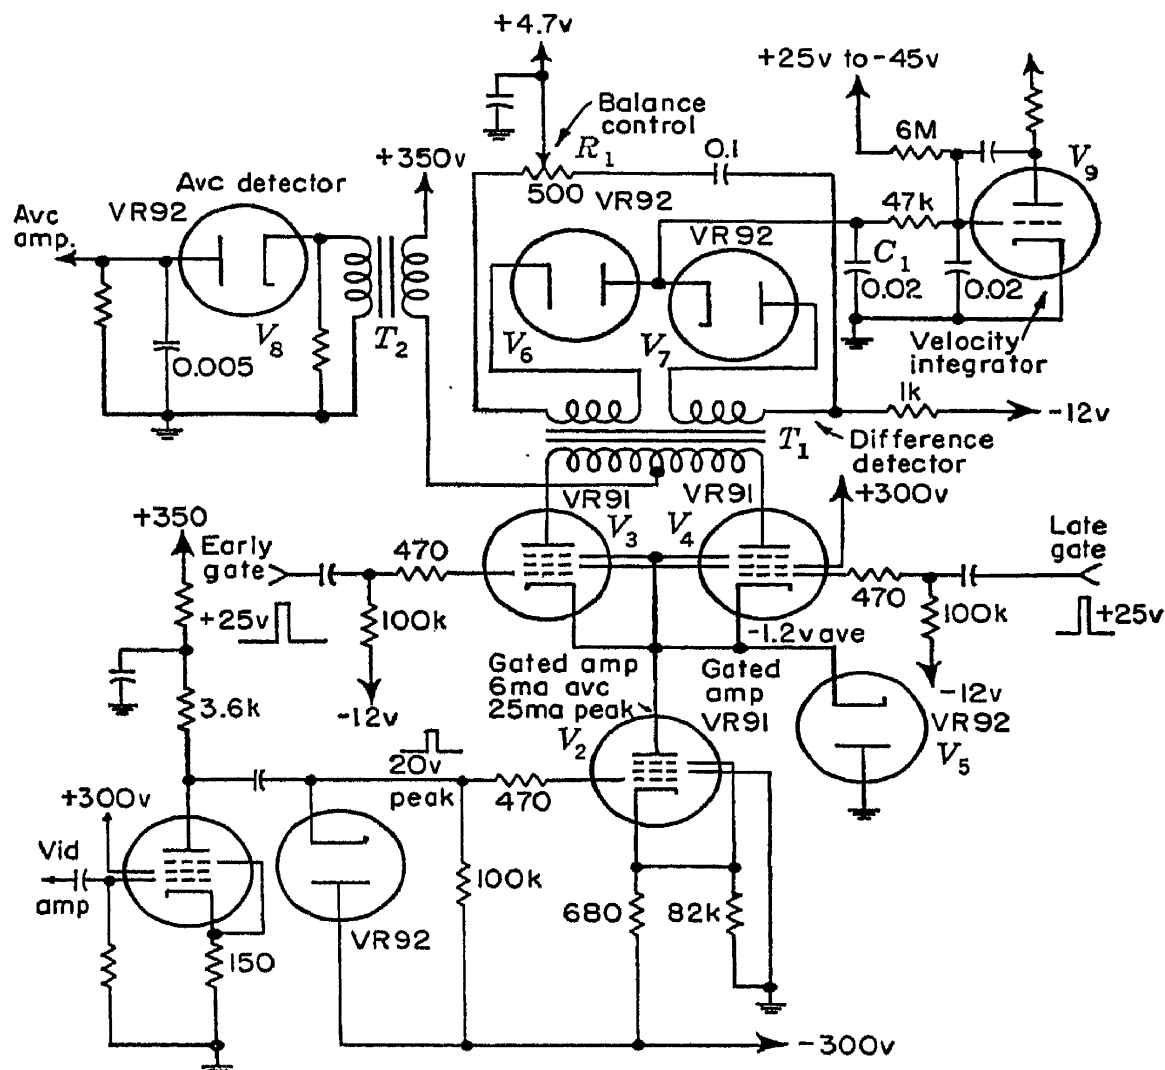 +4.7v
+25v to -45v
Balance
control
R1
500
0.1
6M
V9
+350v
Avc detector
VR92
Avc
amp.
VR92
VR92
47k
C1
0.02
0.02
V8
T2
0.005
V6
V7
Velocity
integrator
1k
-12v
T1
Difference
detector
VR91
VR91
+300v
V3
V4
+350
Early
gate
470
Late
gate
470
+25v
100k
100k
+25v
-1.2v ave
Gated amp
6ma avc
25ma peak
Gated
amp
VR91
-12v
-12v
VR92
V5
3.6k
V2
20v
peak
470
+300v
Vid
amp
100k
680
82k
VR92
150
-300v